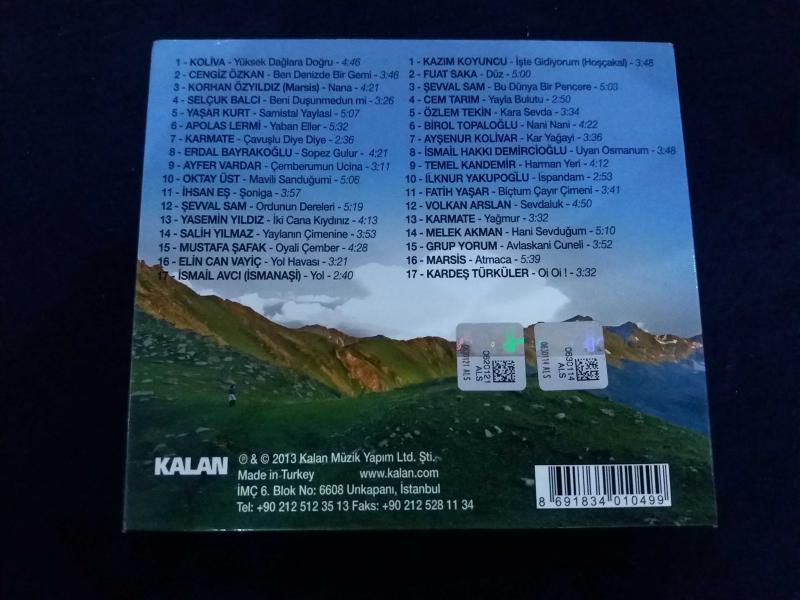 1 - KOLİVA - Yüksek Dağlara Doğru - 4:46
2 - CENGİZ ÖZKAN - Ben Denizde Bir Gemi - 3:46
3 - KORHAN ÖZYILDIZ (Marsis) - Nana - 4:21
4 - SELÇUK BALCI - Beni Duşunmedun mi - 3:26
5 - YAŞAR KURT - Samistal Yaylasi - 5:07
6 - APOLAS LERMİ - Yaban Eller - 5:32
7 - KARMATE - Çavuşlu Diye Diye - 2:36
8 - ERDAL BAYRAKOĞLU - Sopez Gulur - 4:21
9 - AYFER VARDAR - Çemberumun Ucina - 3:11
10 - OKTAY ÜST - Mavili Sanduğumi - 5:06
11 - İHSAN EŞ - Şoniga - 3:57
12 - ŞEVVAL SAM - Ordunun Dereleri - 5:19
13 - YASEMİN YILDIZ - İki Cana Kıydınız - 4:13
14 - SALİH YILMAZ - Yaylanın Çimenine - 3:53
15 - MUSTAFA ŞAFAK - Oyali Çember - 4:28
16 - ELİN CAN VAYİÇ - Yol Havası - 3:21
17 - İSMAİL AVCI (İSMANAŞİ) - Yol - 2:40
1 - KAZIM KOYUNCU - İşte Gidiyorum (Hoşçakal) - 3:48
2 - FUAT SAKA - Düz - 5:00
3 - ŞEVVAL SAM - Bu Dünya Bir Pencere - 5:03
4 - CEM TARIM - Yayla Bulutu - 2:50
5 - ÖZLEM TEKİN - Kara Sevda - 3:34
6 - BİROL TOPALOĞLU - Nani Nani - 4:22
7 - AYŞENUR KOLİVAR - Kar Yağayi - 3:36
8 - İSMAİL HAKKI DEMİRCİOĞLU - Uyan Osmanum - 3:48
9 - TEMEL KANDEMİR - Harman Yeri - 4:12
10 - İLKNUR YAKUPOĞLU - İspandam - 2:53
11 - FATİH YAŞAR - Biçtum Çayır Çimeni - 3:41
12 - VOLKAN ARSLAN - Sevdaluk - 4:50
13 - KARMATE - Yağmur - 3:32
14 - MELEK AKMAN - Hani Sevduğum - 5:10
15 - GRUP YORUM - Avlaskani Cuneli - 3:52
16 - MARSİS - Atmaca - 5:39
17 - KARDEŞ TÜRKÜLER - Oi Oi ! - 3:32
0620121 ALS
0620121
ALS
0630114 ALS
0630114
ALS
KALAN
℗ & © 2013 Kalan Müzik Yapım Ltd. Şti.
Made in Turkey www.kalan.com
İMÇ 6. Blok No: 6608 Unkapanı, İstanbul
Tel: +90 212 512 35 13 Faks: +90 212 528 11 34
8 691834 010499